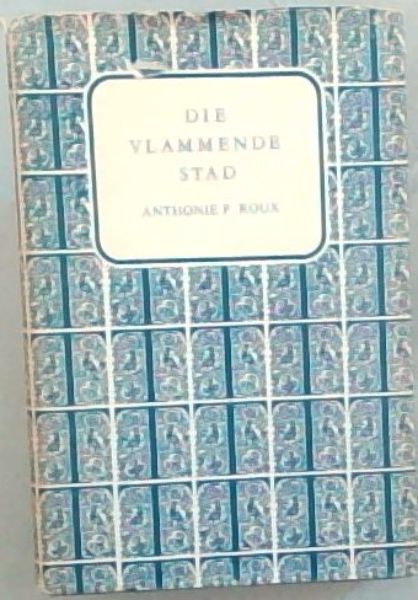 DIE
VLAMMENDE
STAD
ANTHONIE P. ROUX